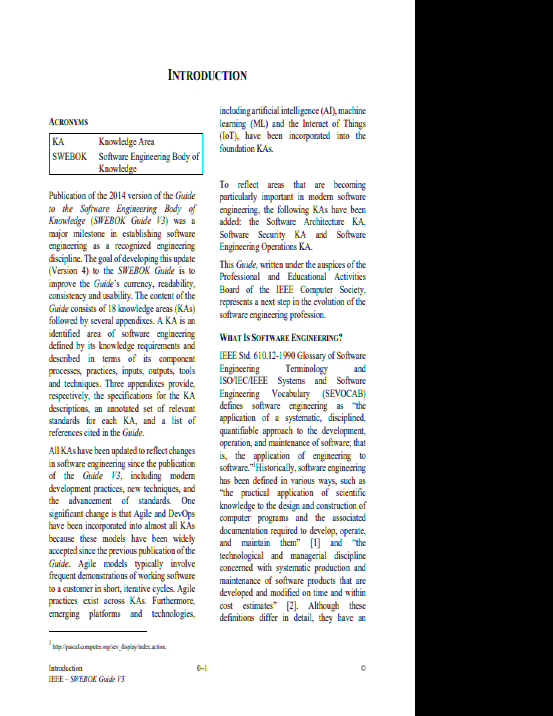 INTRODUCTION
ACRONYMS
KA Knowledge Area
SWEBOK Software Engineering Body of
Knowledge
Publication of the 2014 version of the Guide
to the Software Engineering Body of
Knowledge (SWEBOK Guide V3) was a
major milestone in establishing software
engineering as a recognized engineering
discipline. The goal of developing this update
(Version 4) to the SWEBOK Guide is to
improve the Guide's currency, readability,
consistency and usability. The content of the
Guide consists of 18 knowledge areas (KAs)
followed by several appendixes. A KA is an
identified area of software engineering
defined by its knowledge requirements and
described in terms of its component
processes, practices, inputs, outputs, tools
and techniques. Three appendixes provide,
respectively, the specifications for the KA
descriptions, an annotated set of relevant
standards for each KA, and a list of
references cited in the Guide.
All KAs have been updated to reflect changes
in software engineering since the publication
of the Guide V3, including modern
development practices, new techniques, and
the advancement of standards. One
significant change is that Agile and DevOps
have been incorporated into almost all KAs
because these models have been widely
accepted since the previous publication of the
Guide. Agile models typically involve
frequent demonstrations of working software
to a customer in short, iterative cycles. Agile
practices exist across KAs. Furthermore,
emerging platforms and technologies,
including artificial intelligence (AI), machine
learning (ML) and the Internet of Things
(IoT), have been incorporated into the
foundation KAs.
To reflect areas that are becoming
particularly important in modern software
engineering, the following KAs have been
added: the Software Architecture KA,
Software Security KA and Software
Engineering Operations KA.
This Guide, written under the auspices of the
Professional and Educational Activities
Board of the IEEE Computer Society,
represents a next step in the evolution of the
software engineering profession.
WHAT IS SOFTWARE ENGINEERING?
IEEE Std. 610.12-1990 Glossary of Software
Engineering Terminology and
ISO/IEC/IEEE Systems and Software
Engineering Vocabulary (SEVOCAB)
defines software engineering as “the
application of a systematic, disciplined,
quantifiable approach to the development,
operation, and maintenance of software; that
is, the application of engineering to
software.”1Historically, software engineering
has been defined in various ways, such as
“the practical application of scientific
knowledge to the design and construction of
computer programs and the associated
documentation required to develop, operate,
and maintain them” [1] and “the
technological and managerial discipline
concerned with systematic production and
maintenance of software products that are
developed and modified on time and within
cost estimates” [2]. Although these
definitions differ in detail, they have an
1 http://pascal.computer.org/sev_display/index.action.
Introduction 0–1 ©
IEEE – SWEBOK Guide V3